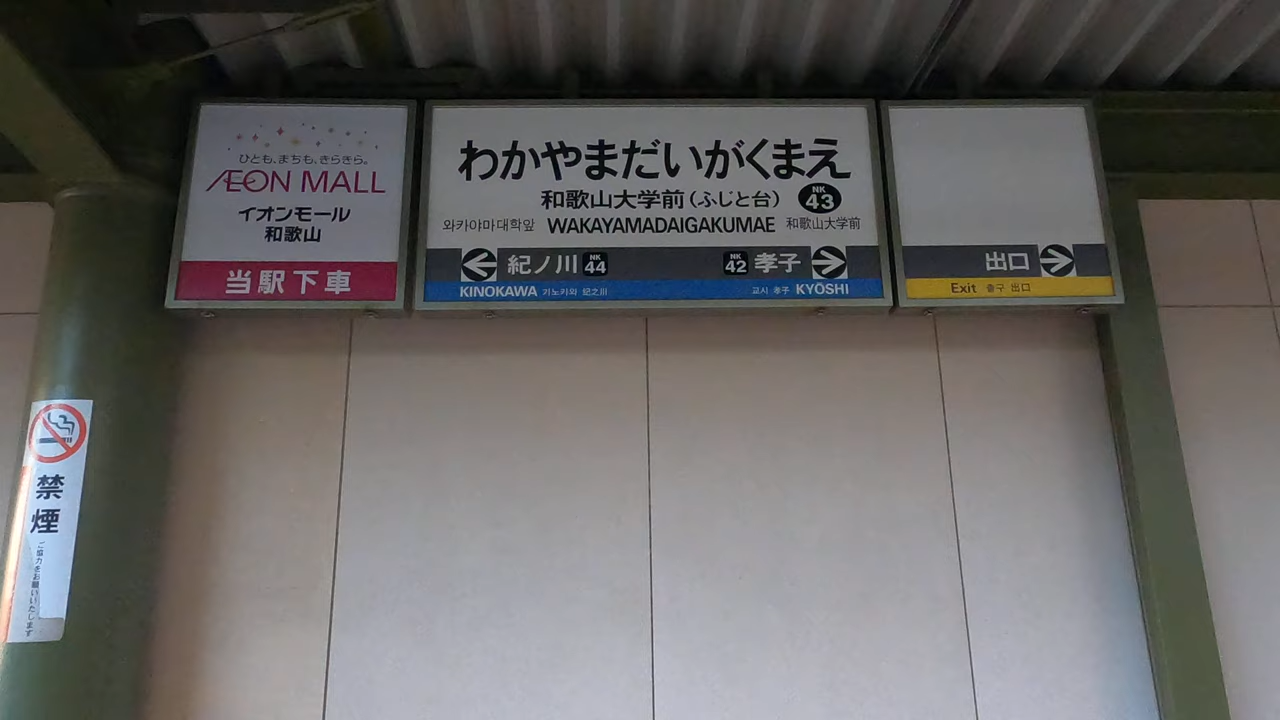 ひとも、まちも、きらきら。
ÆON MALL
イオンモール
和歌山
当駅下車
わかやまだいがくまえ
和歌山大学前(ふじと台) NK 43
와카야마대학앞 WAKAYAMADAIGAKUMAE 和歌山大学前
紀ノ川 NK 44 NK 42 孝子
KINOKAWA 기노카와 纪之川 교시 孝子 KYŌSHI
出口
Exit 출구 出口
禁煙
ご協力をお願いいたします